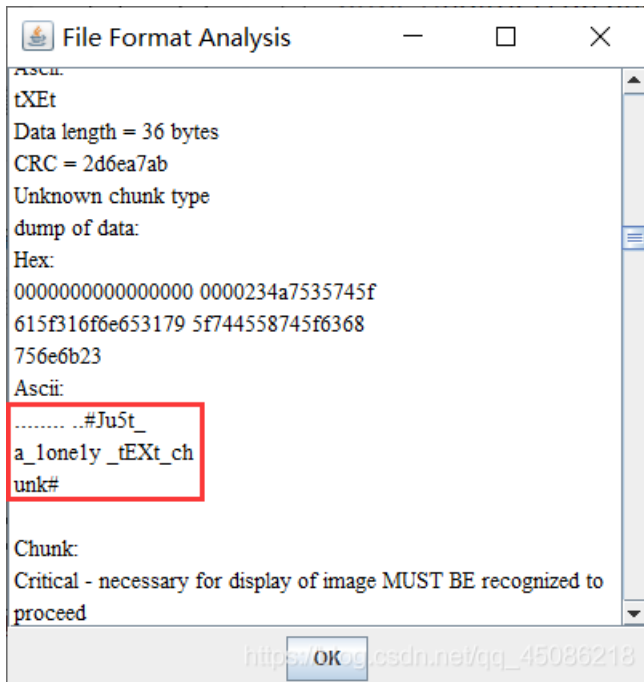 File Format Analysis
Ascii:
tXEt
Data length = 36 bytes
CRC = 2d6ea7ab
Unknown chunk type
dump of data:
Hex:
0000000000000000 0000234a7535745f
615f316f6e653179 5f744558745f6368
756e6b23
Ascii:
........ ..#Ju5t_
a_1one1y _tEXt_ch
unk#
Chunk:
Critical - necessary for display of image MUST BE recognized to
proceed
OK
https://blog.csdn.net/qq_45086218